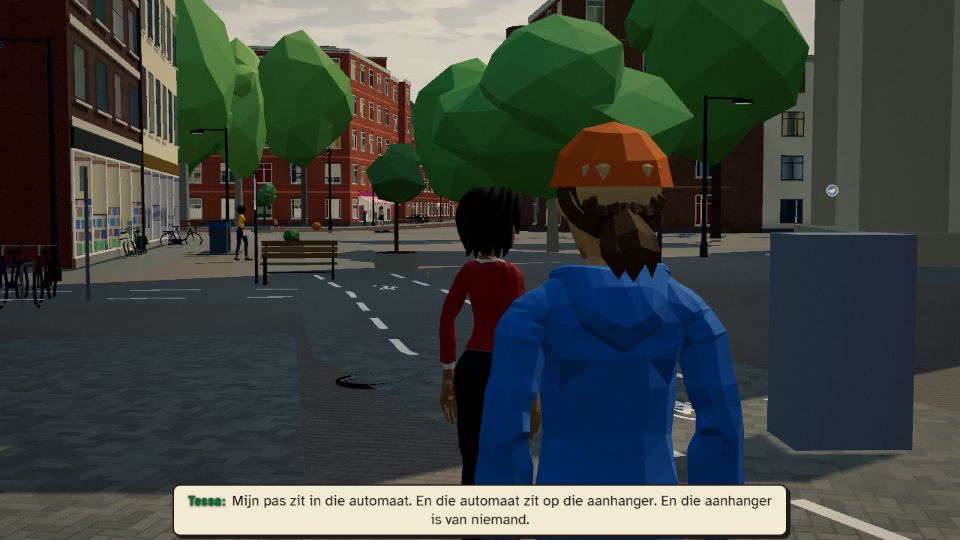 Tessa: Mijn pas zit in die automaat. En die automaat zit op die aanhanger. En die aanhanger
is van niemand.